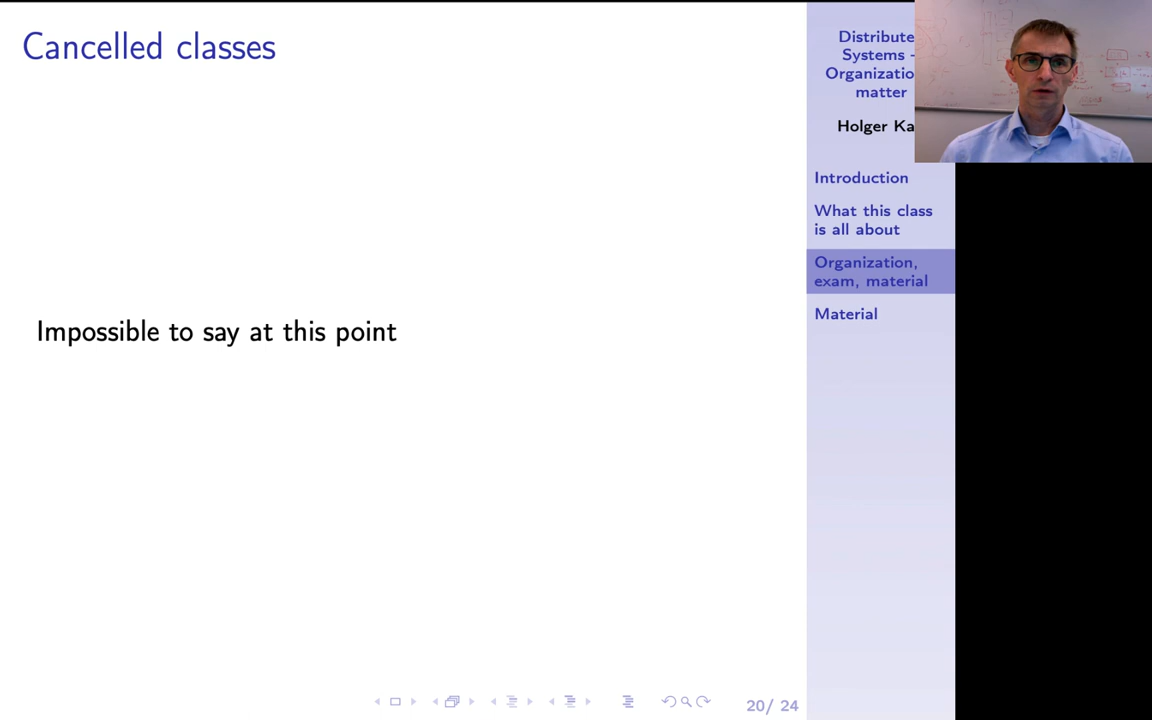 Cancelled classes
Impossible to say at this point
Distribute
Systems -
Organizatio
matter
Holger Ka
Introduction
What this class
is all about
Organization,
exam, material
Material
20/ 24